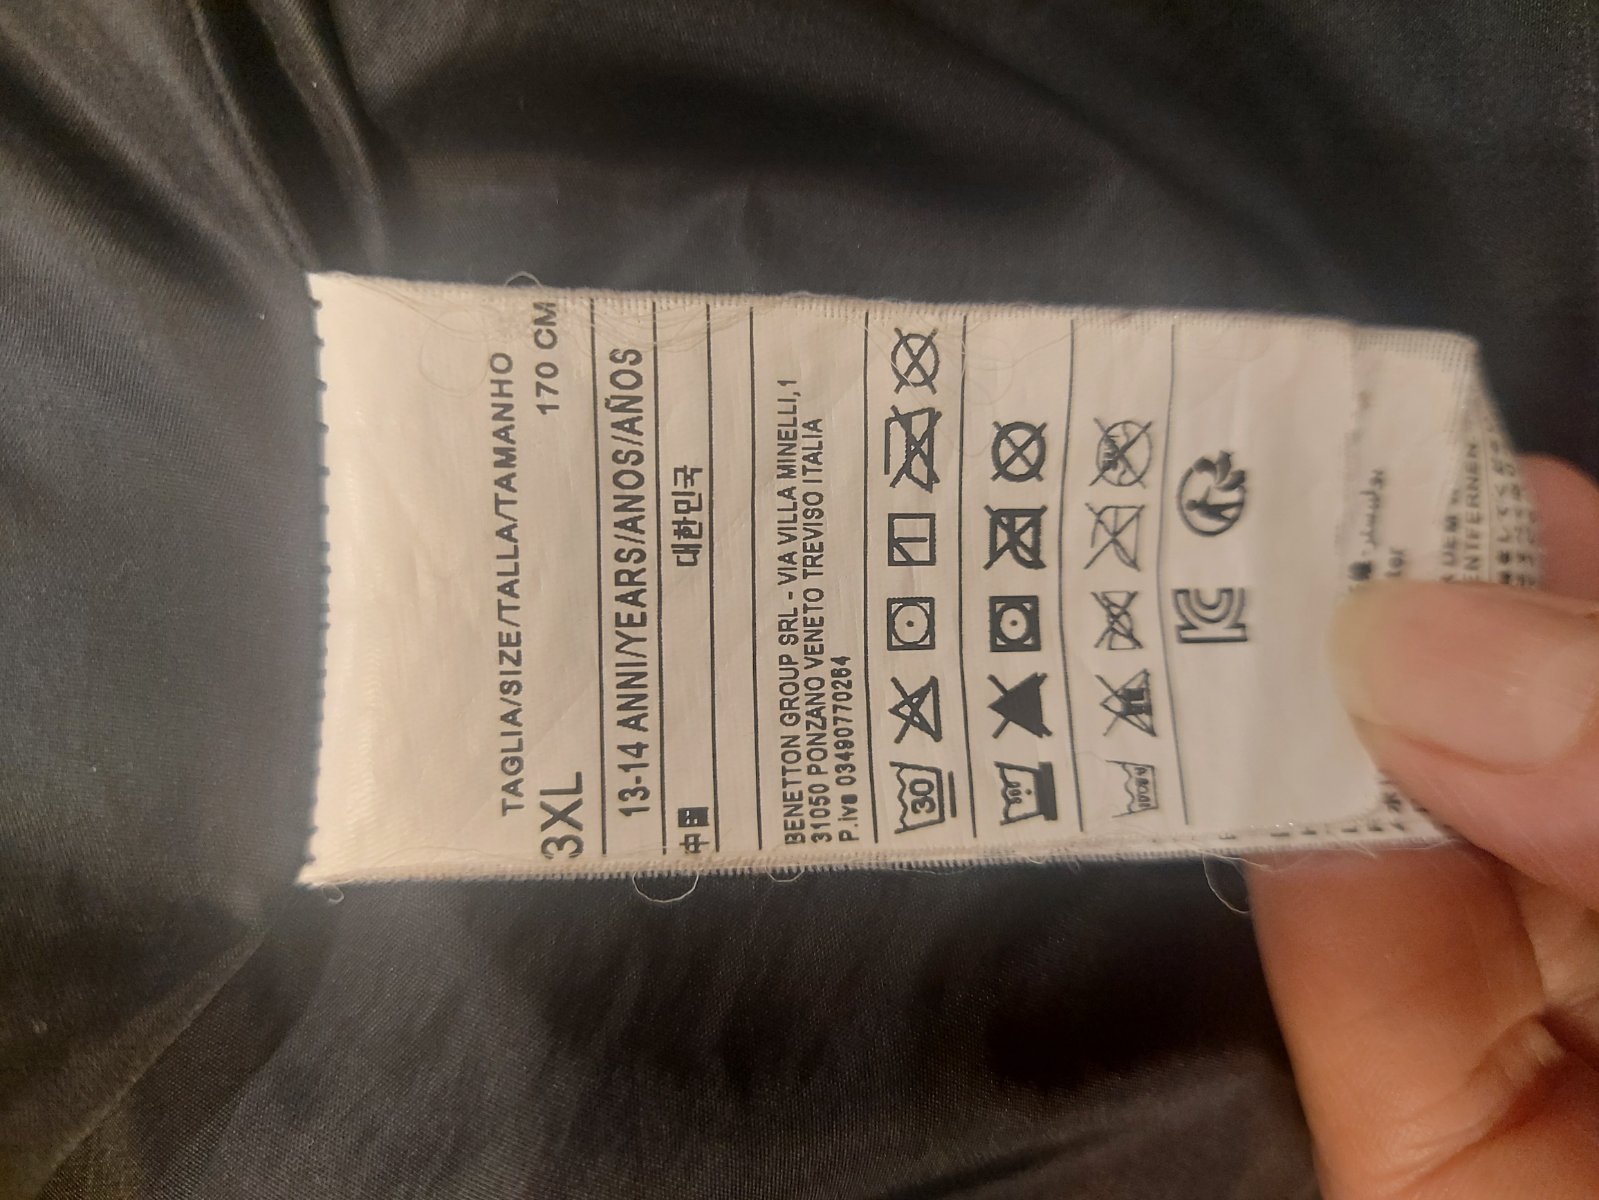 TAGLIA/SIZE/TALLA/TAMANHO
3XL 170 CM
13-14 ANNI/YEARS/ANOS/AÑOS
中国 대한민국
BENETTON GROUP SRL - VIA VILLA MINELLI,1
31050 PONZANO VENETO TREVISO ITALIA
P.iva 03490770264
30